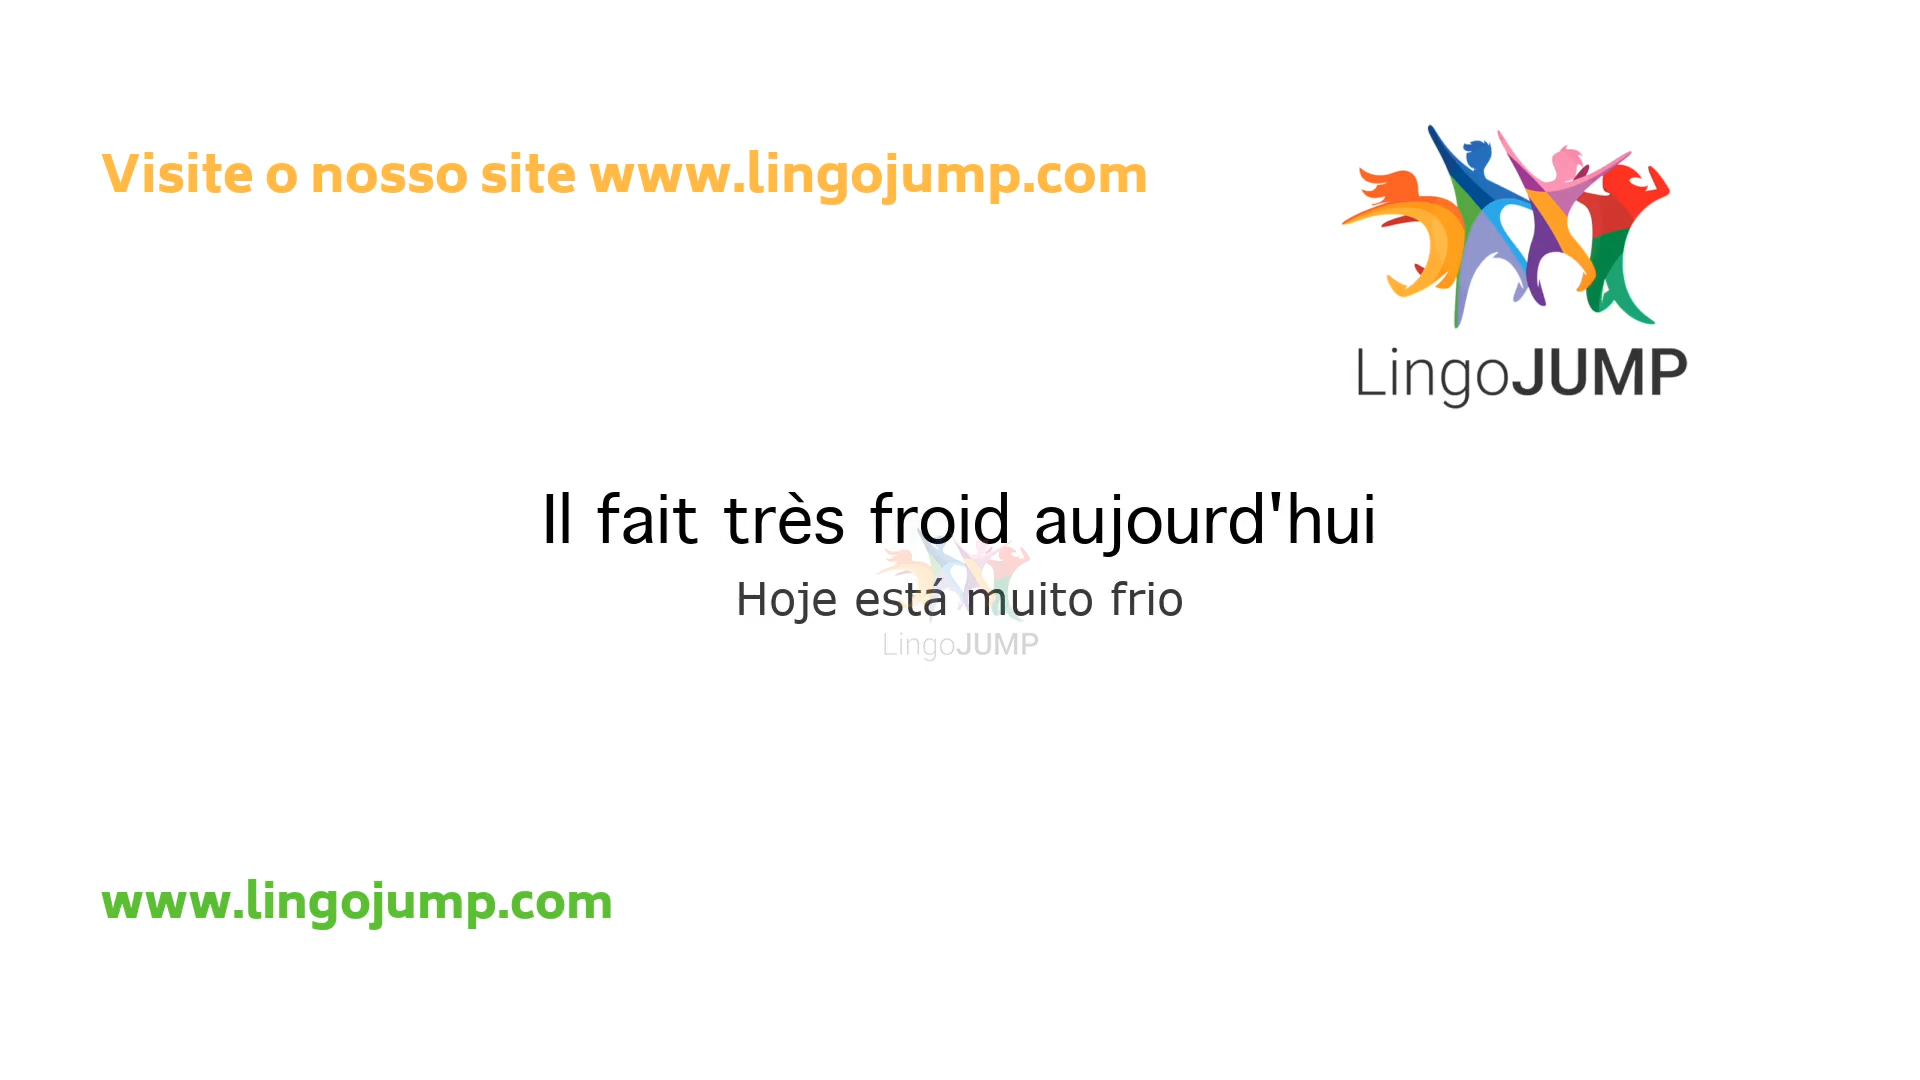 Visite o nosso site www.lingojump.com
LingoJUMP
Il fait très froid aujourd'hui
Hoje está muito frio
LingoJUMP
www.lingojump.com